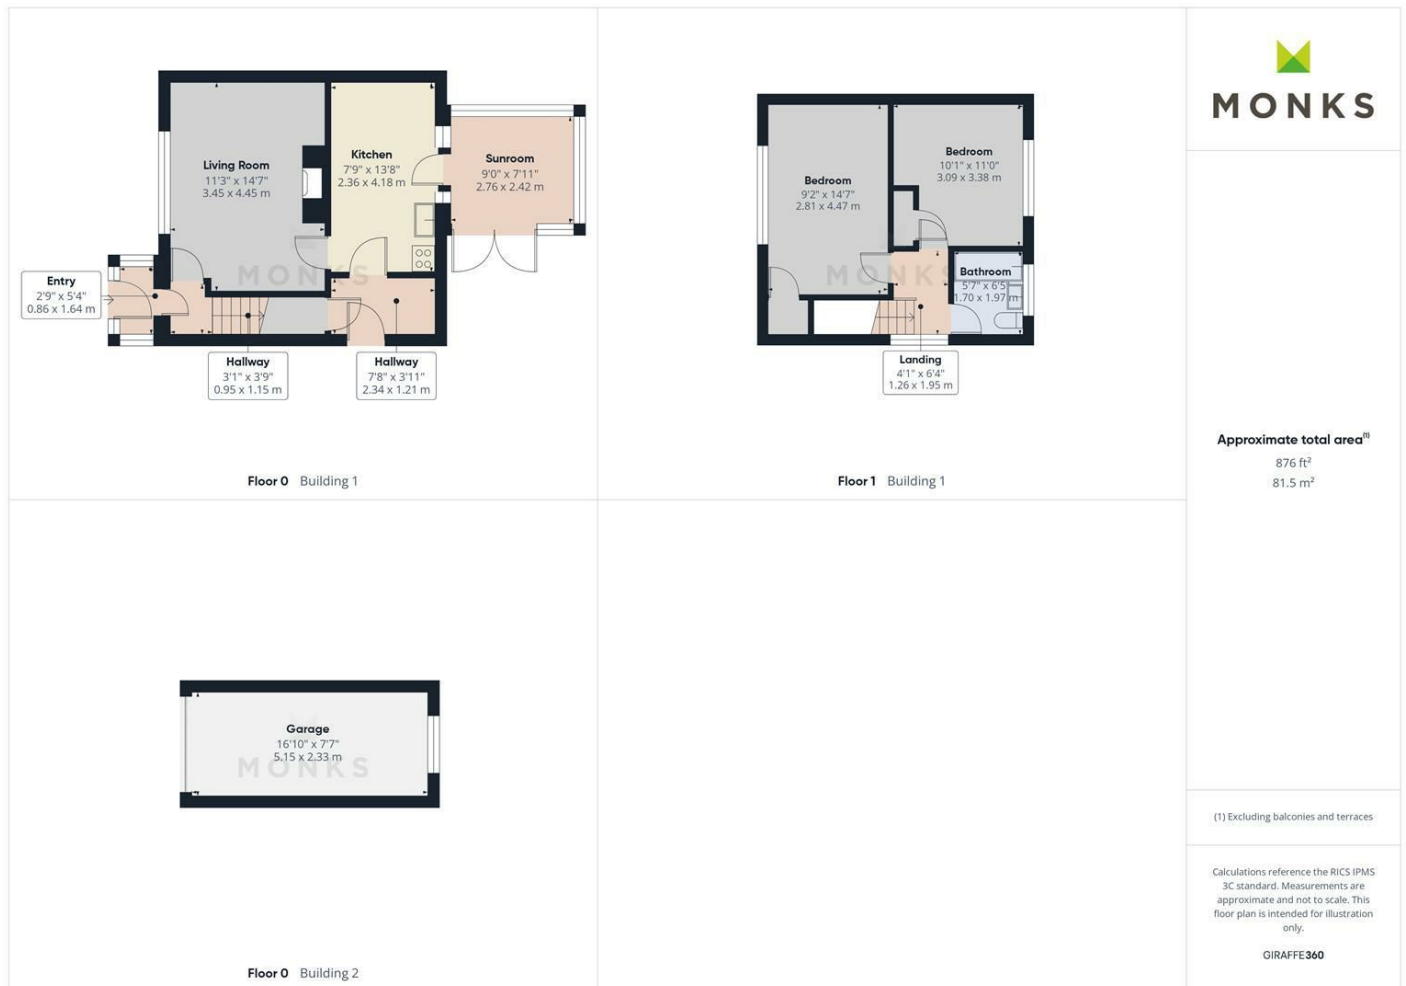 Living Room
11'3" x 14'7"
3.45 x 4.45 m
Kitchen
7'9" x 13'8"
2.36 x 4.18 m
Sunroom
9'0" x 7'11"
2.76 x 2.42 m
Entry
2'9" x 5'4"
0.86 x 1.64 m
MONKS
Hallway
3'1" x 3'9"
0.95 x 1.15 m
Hallway
7'8" x 3'11"
2.34 x 1.21 m
Floor 0 Building 1
Bedroom
9'2" x 14'7"
2.81 x 4.47 m
Bedroom
10'1" x 11'0"
3.09 x 3.38 m
MONKS
Bathroom
5'7" x 6'5
1.70 x 1.97 m
Landing
4'1" x 6'4"
1.26 x 1.95 m
Floor 1 Building 1
Garage
16'10" x 7'7"
5.15 x 2.33 m
MONKS
Floor 0 Building 2
MONKS
Approximate total area(1)
876 ft²
81.5 m²
(1) Excluding balconies and terraces
Calculations reference the RICS IPMS
3C standard. Measurements are
approximate and not to scale. This
floor plan is intended for illustration
only.
GIRAFFE360